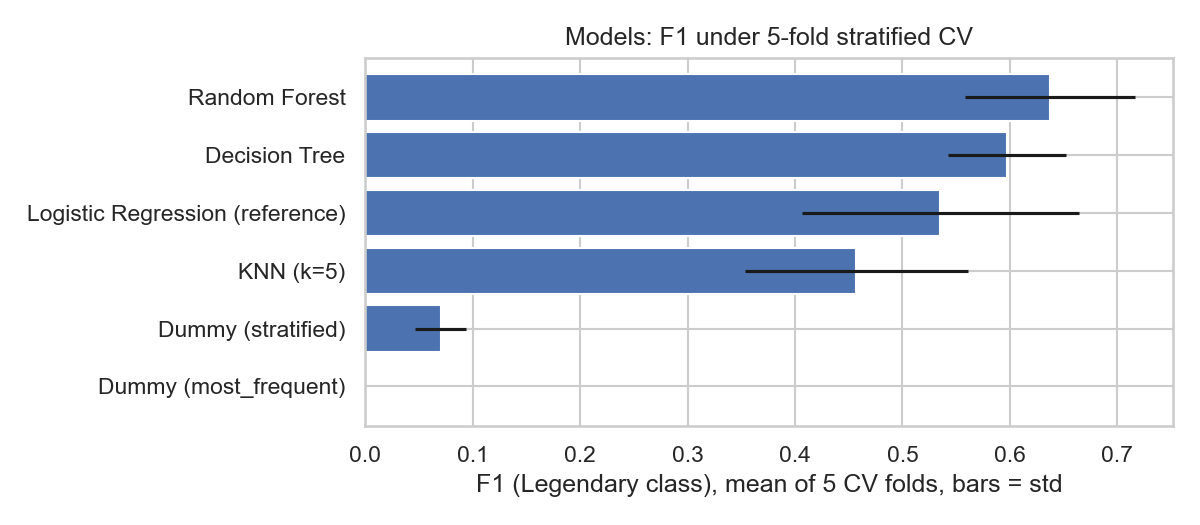 Models: F1 under 5-fold stratified CV
Random Forest
Decision Tree
Logistic Regression (reference)
KNN (k=5)
Dummy (stratified)
Dummy (most_frequent)
0.0 0.1 0.2 0.3 0.4 0.5 0.6 0.7
F1 (Legendary class), mean of 5 CV folds, bars = std